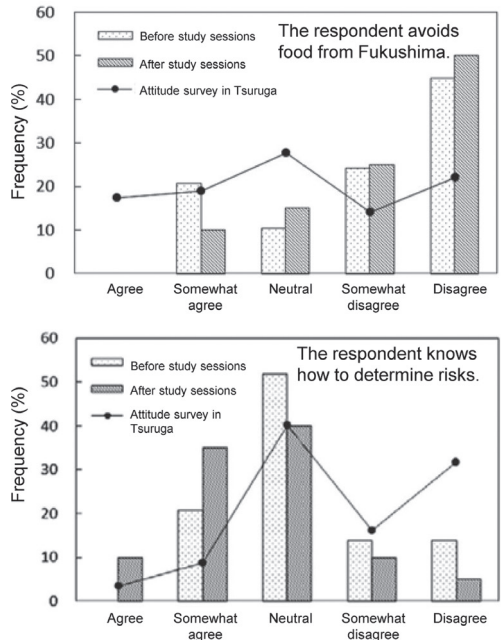 60
50
40
30
20
10
0
Frequency (%)
Before study sessions
After study sessions
Attitude survey in Tsuruga
The respondent avoids
food from Fukushima.
Agree
Somewhat
agree
Neutral
Somewhat
disagree
Disagree
60
50
40
30
20
10
0
Frequency (%)
Before study sessions
After study sessions
Attitude survey in
Tsuruga
The respondent knows
how to determine risks.
Agree
Somewhat
agree
Neutral
Somewhat
disagree
Disagree